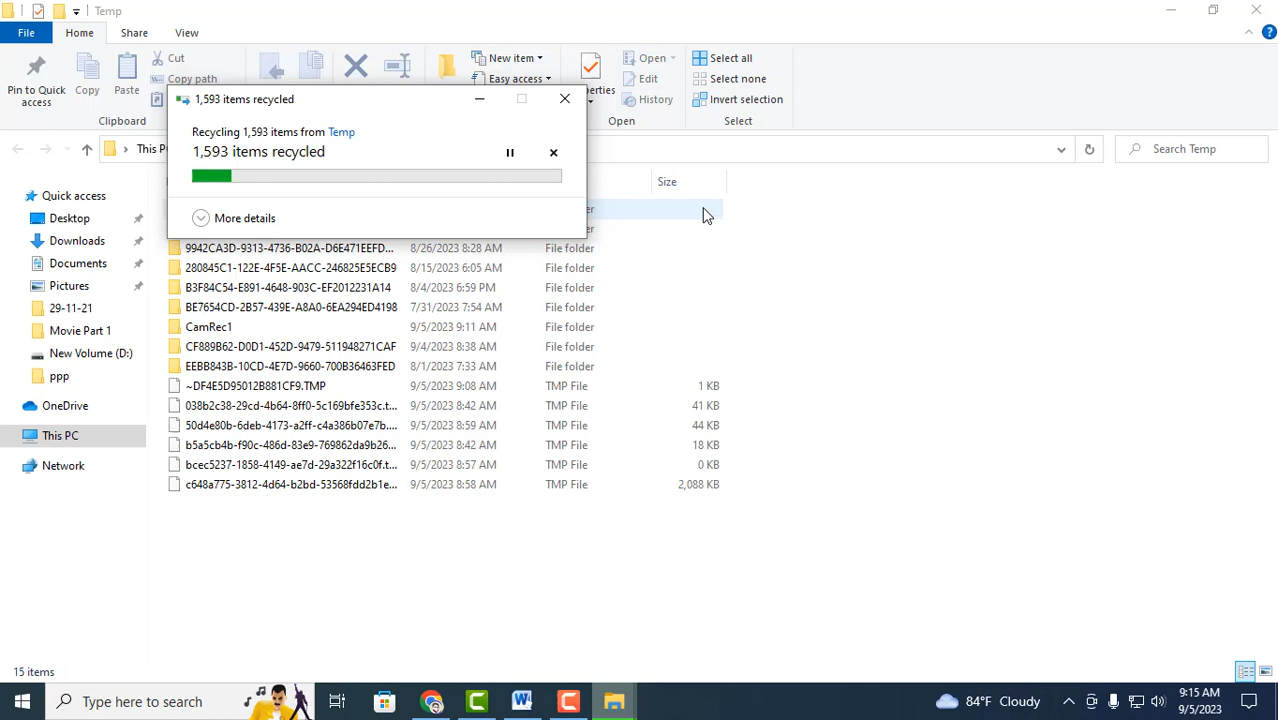 Temp
File Home Share View
Pin to Quick access
Copy
Paste
Cut
Copy path
New item
Easy access
Open
Edit
History
Select all
Select none
Invert selection
Clipboard
Open
Select
1,593 items recycled
Recycling 1,593 items from Temp
1,593 items recycled
More details
This P
Search Temp
Size
Quick access
Desktop
Downloads
Documents
Pictures
29-11-21
Movie Part 1
New Volume (D:)
ppp
OneDrive
This PC
Network
9942CA3D-9313-4736-B02A-D6E471EEFD... 8/26/2023 8:28 AM File folder
280845C1-122E-4F5E-AACC-246825E5ECB9 8/15/2023 6:05 AM File folder
B3F84C54-E891-4648-903C-EF2012231A14 8/4/2023 6:59 PM File folder
BE7654CD-2B57-439E-A8A0-6EA294ED4198 7/31/2023 7:54 AM File folder
CamRec1 9/5/2023 9:11 AM File folder
CF889B62-D0D1-452D-9479-511948271CAF 9/4/2023 8:38 AM File folder
EEBB843B-10CD-4E7D-9660-700B36463FED 8/1/2023 7:33 AM File folder
~DF4E5D95012B881CF9.TMP 9/5/2023 9:08 AM TMP File 1 KB
038b2c38-29cd-4b64-8ff0-5c169bfe353c.t... 9/5/2023 8:42 AM TMP File 41 KB
50d4e80b-6deb-4173-a2ff-c4a386b07e7b.... 9/5/2023 8:59 AM TMP File 44 KB
b5a5cb4b-f90c-486d-83e9-769862da9b26... 9/5/2023 8:42 AM TMP File 18 KB
bcec5237-1858-4149-ae7d-29a322f16c0f.t... 9/5/2023 8:57 AM TMP File 0 KB
c648a775-3812-4d64-b2bd-53568fdd2b1e... 9/5/2023 8:58 AM TMP File 2,088 KB
15 items
Type here to search
84°F Cloudy
9:15 AM
9/5/2023